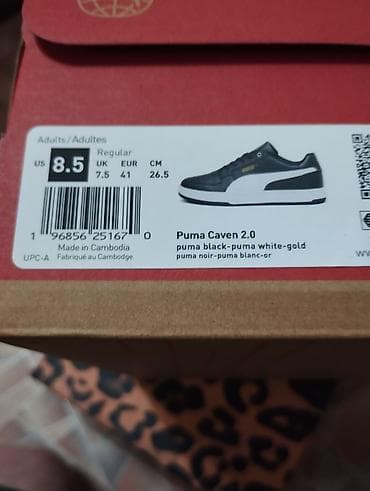 Adults/Adultes
Regular
US 8.5 UK EUR CM
7.5 41 26.5
1 96856 25167 0
Made in Cambodia
UPC-A Fabriqué au Cambodge
Puma Caven 2.0
puma black-puma white-gold
puma noir-puma blanc-or